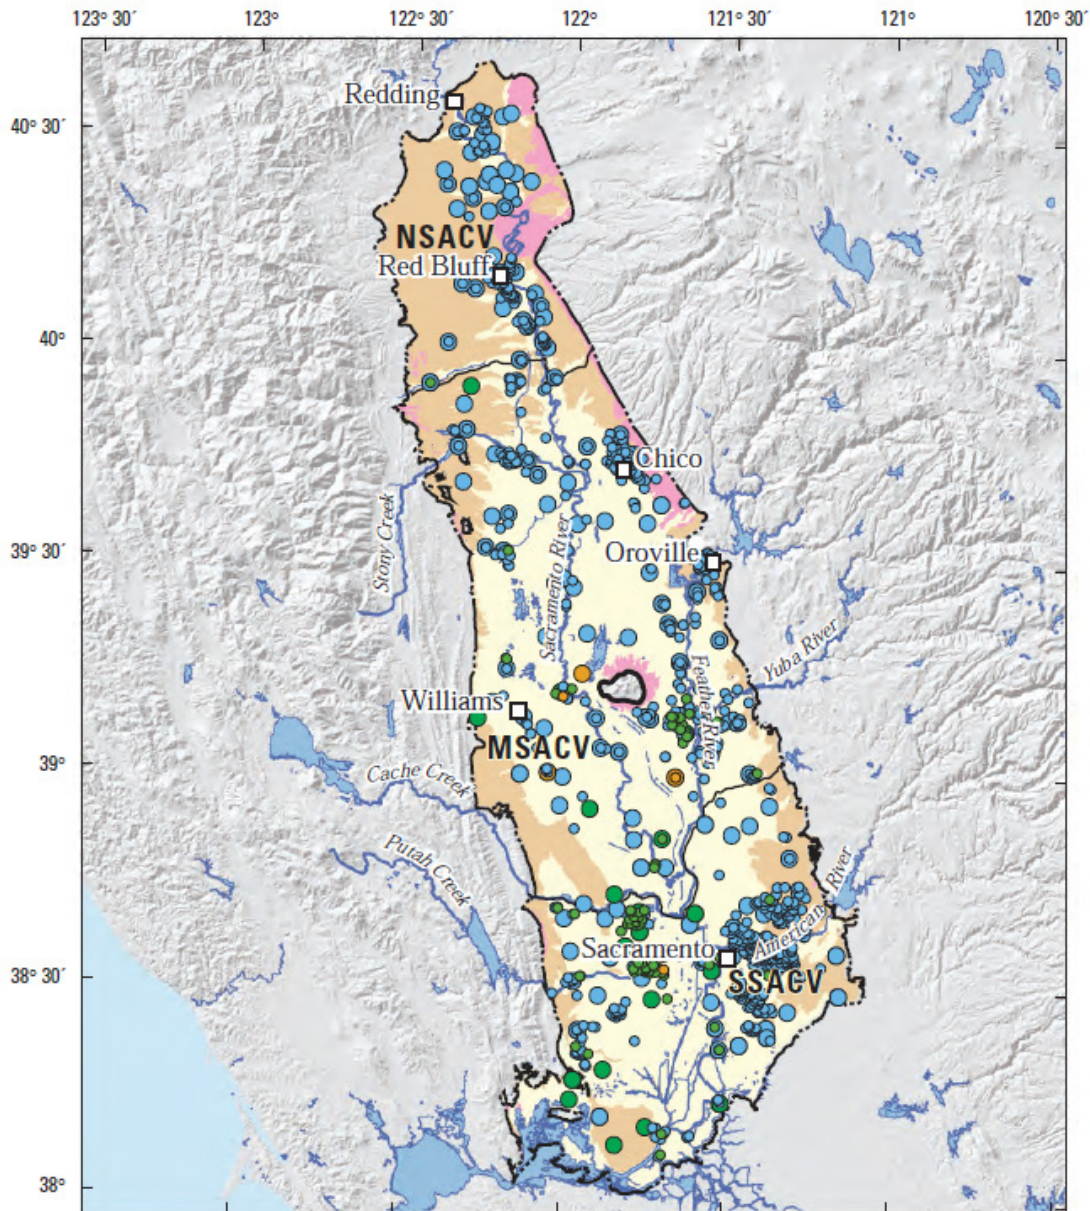 123° 30´ 123° 122° 30´ 122° 121° 30´ 121° 120° 30´
Redding
40° 30´
NSACV
Red Bluff
40°
Chico
Stony Creek
Sacramento River
39° 30´
Oroville
Yuba River
Feather River
Williams
MSACV
39°
Cache Creek
Putah Creek
American River
Sacramento
38° 30´
SSACV
38°